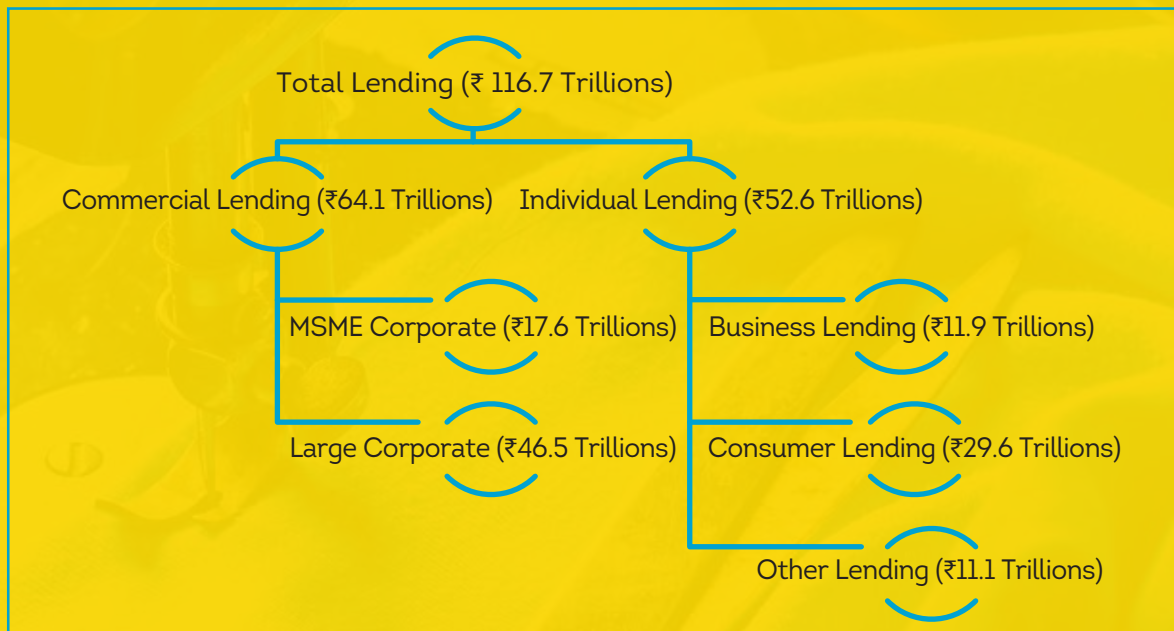 Total Lending (₹ 116.7 Trillions)
Commercial Lending (₹64.1 Trillions)
Individual Lending (₹52.6 Trillions)
MSME Corporate (₹17.6 Trillions)
Business Lending (₹11.9 Trillions)
Large Corporate (₹46.5 Trillions)
Consumer Lending (₹29.6 Trillions)
Other Lending (₹11.1 Trillions)